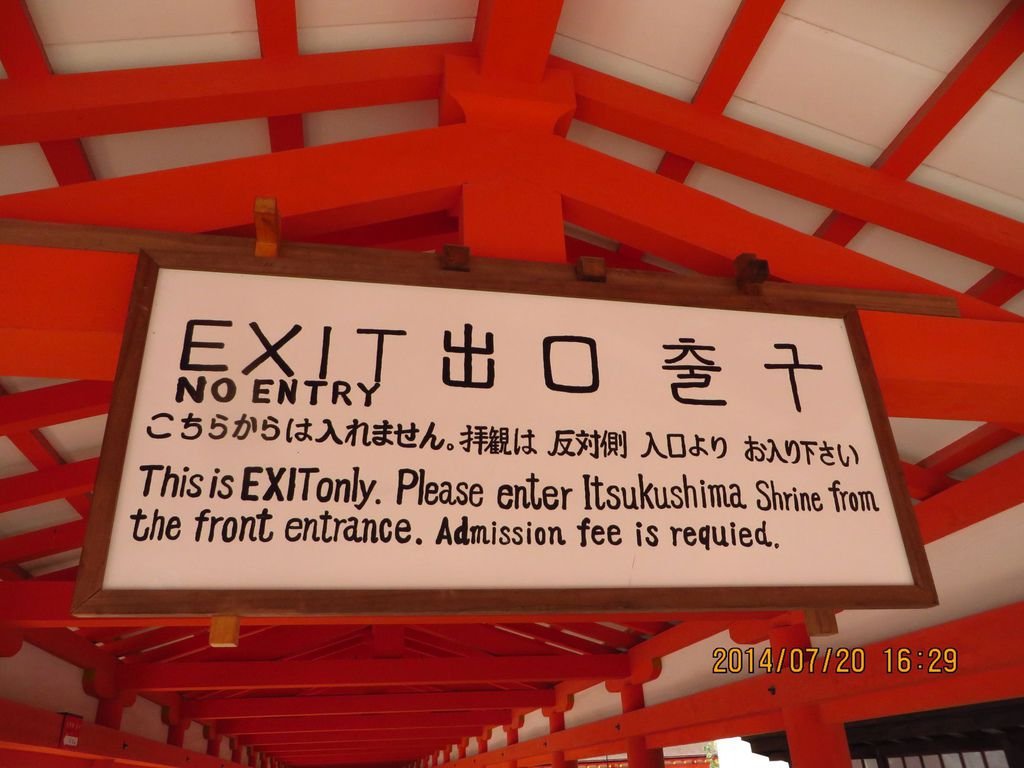 EXIT 出口 출구
NO ENTRY
こちらからは入れません。拝観は 反対側 入口より お入り下さい
This is EXIT only. Please enter Itsukushima Shrine from
the front entrance. Admission fee is requied.
2014/07/20 16:29